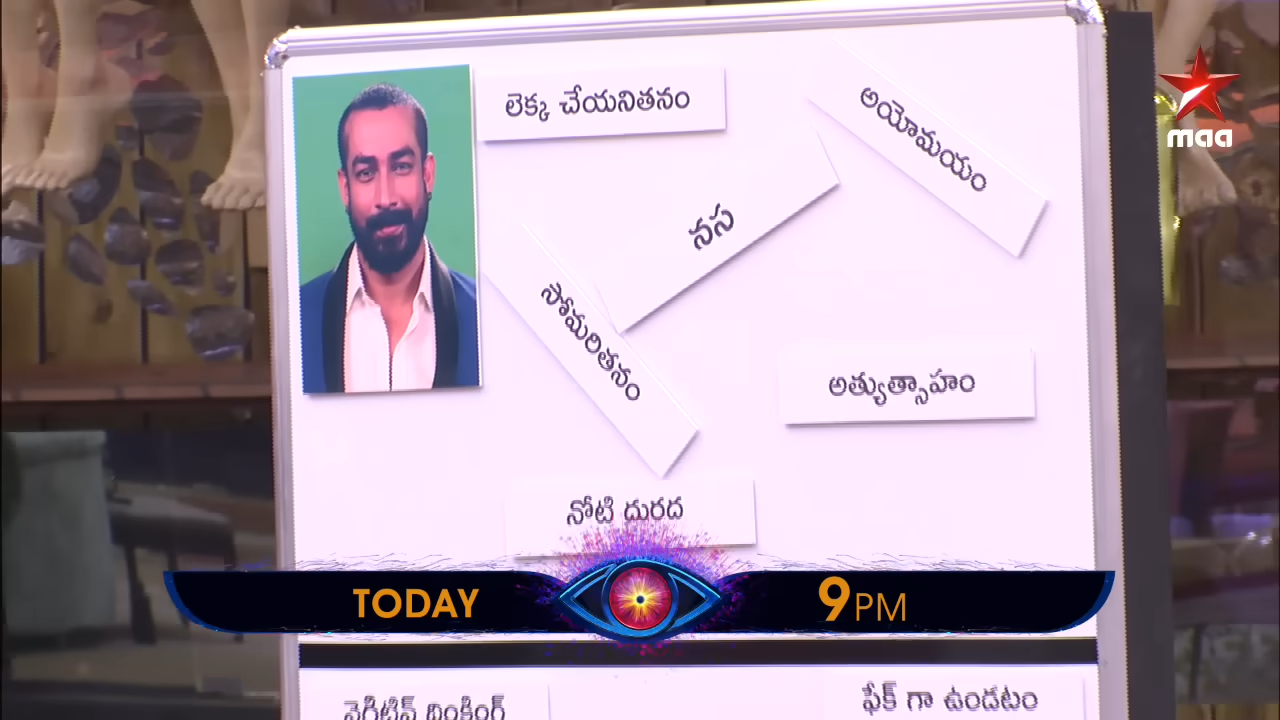 లెక్క చేయనితనం
అయోమయం
maa
నస
సోమరితనం
అత్యుత్సాహం
నోటి దురద
TODAY
9PM
నెగిటివ్ థింకింగ్
ఫేక్ గా ఉండటం